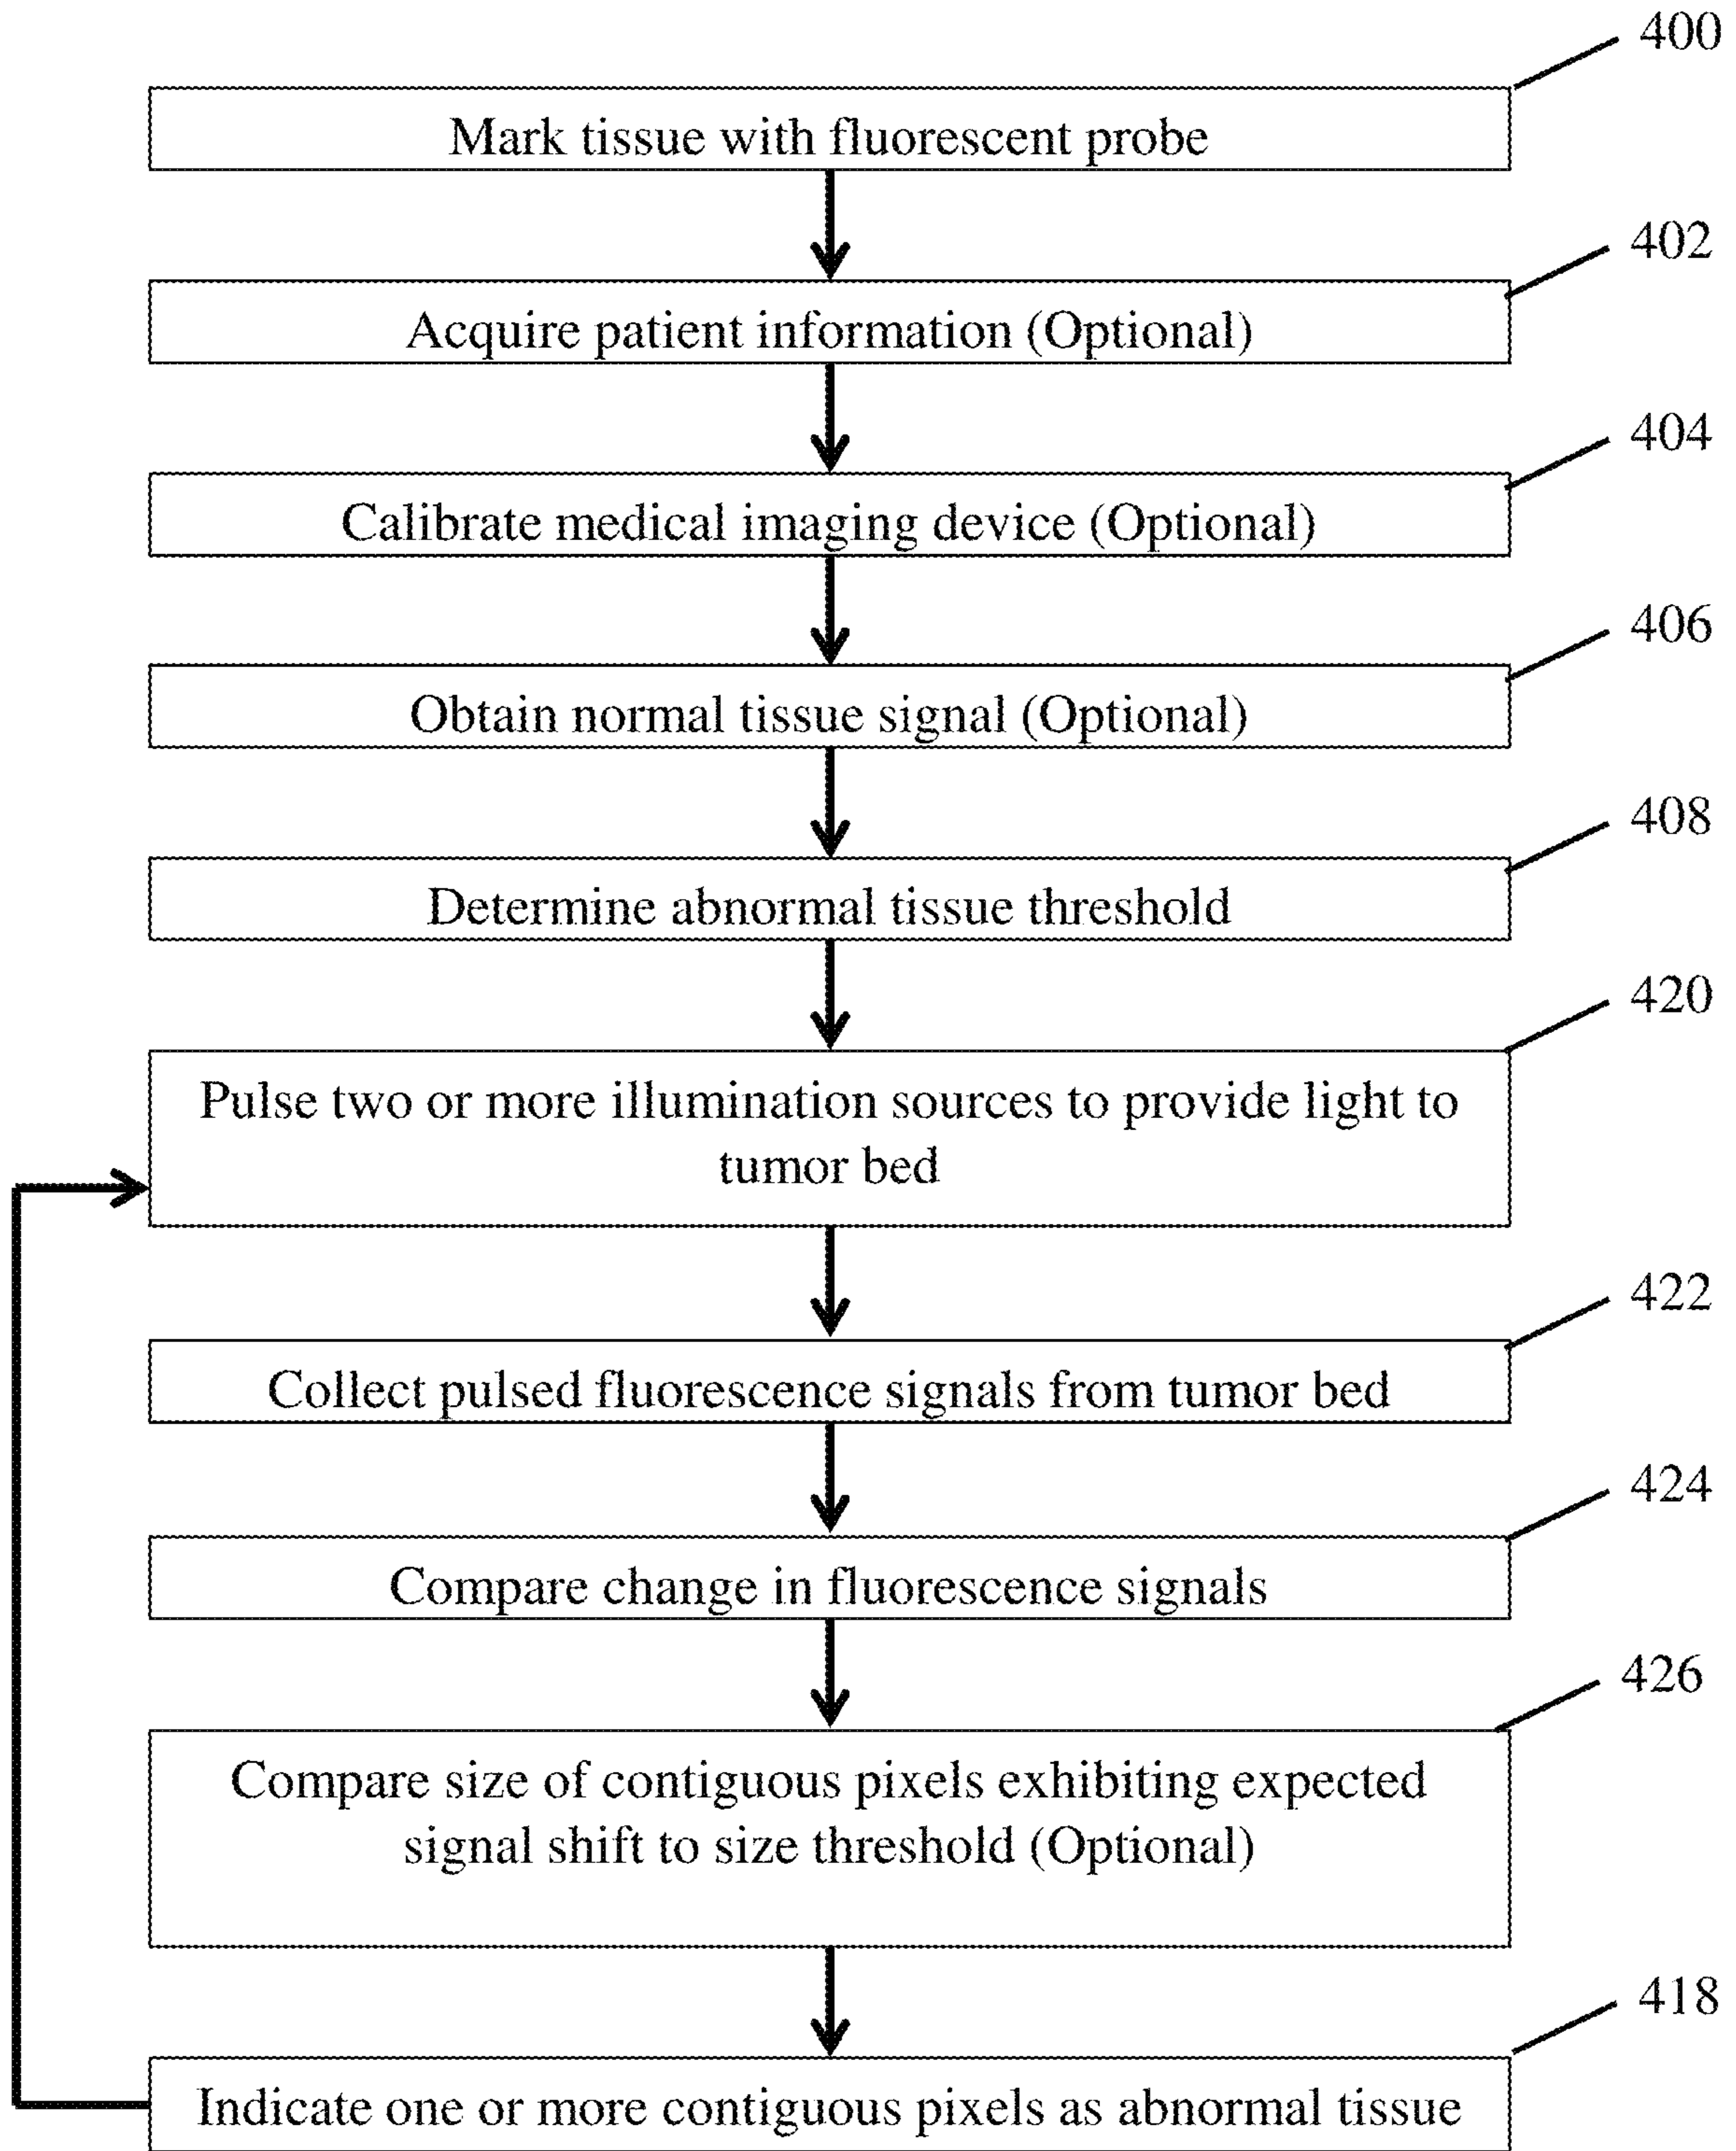 400
Mark tissue with fluorescent probe
402
Acquire patient information (Optional)
404
Calibrate medical imaging device (Optional)
406
Obtain normal tissue signal (Optional)
408
Determine abnormal tissue threshold
420
Pulse two or more illumination sources to provide light to
tumor bed
422
Collect pulsed fluorescence signals from tumor bed
424
Compare change in fluorescence signals
426
Compare size of contiguous pixels exhibiting expected
signal shift to size threshold (Optional)
418
Indicate one or more contiguous pixels as abnormal tissue